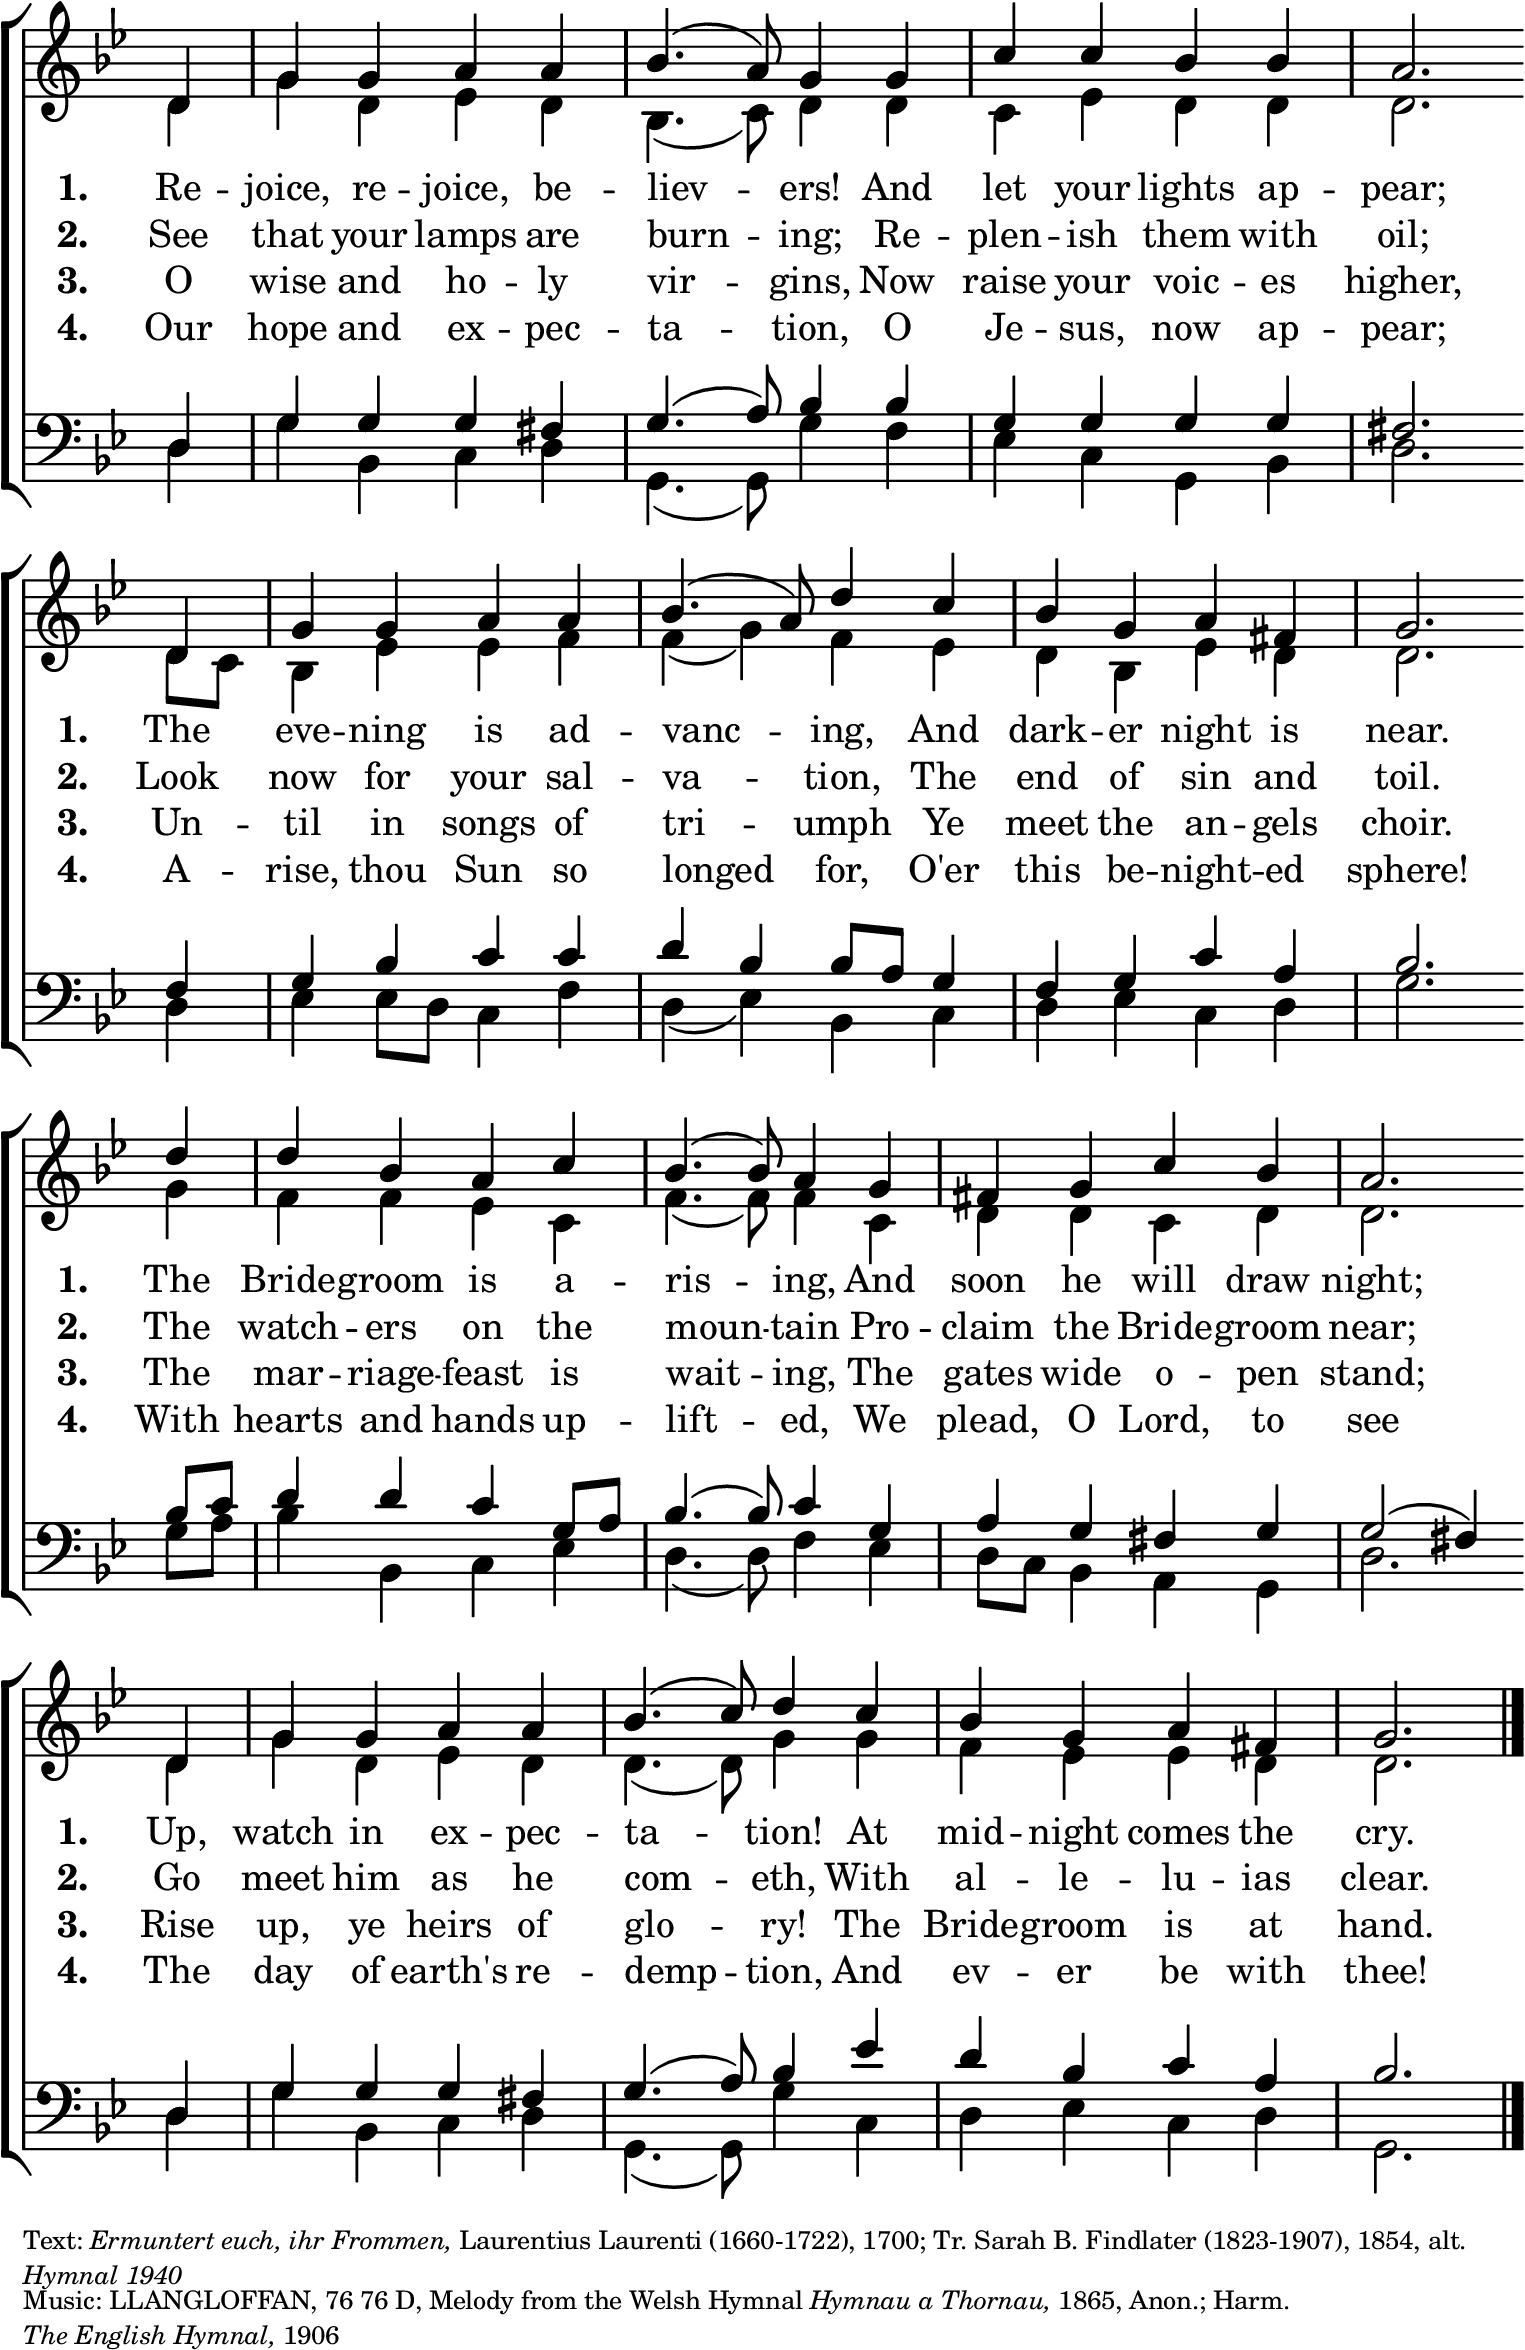 1. Re -- joice, re -- joice, be -- liev -- ers! And let your lights ap -- pear;
2. See that your lamps are burn -- ing; Re -- plen -- ish them with oil;
3. O wise and ho -- ly vir -- gins, Now raise your voic -- es higher,
4. Our hope and ex -- pec -- ta -- tion, O Je -- sus, now ap -- pear;
1. The eve -- ning is ad -- vanc -- ing, And dark -- er night is near.
2. Look now for your sal -- va -- tion, The end of sin and toil.
3. Un -- til in songs of tri -- umph Ye meet the an -- gels choir.
4. A -- rise, thou Sun so longed for, O'er this be -- night -- ed sphere!
1. The Bridegroom is a -- ris -- ing, And soon he will draw night;
2. The watch -- ers on the moun -- tain Pro -- claim the Bridegroom near;
3. The mar -- riage -- feast is wait -- ing, The gates wide o -- pen stand;
4. With hearts and hands up -- lift -- ed, We plead, O Lord, to see
1. Up, watch in ex -- pec -- ta -- tion! At mid -- night comes the cry.
2. Go meet him as he com -- eth, With al -- le -- lu -- ias clear.
3. Rise up, ye heirs of glo -- ry! The Bridegroom is at hand.
4. The day of earth's re -- demp -- tion, And ev -- er be with thee!
Text: Ermuntert euch, ihr Frommen, Laurentius Laurenti (1660-1722), 1700; Tr. Sarah B. Findlater (1823-1907), 1854, alt.
Hymnal 1940
Music: LLANGLOFFAN, 76 76 D, Melody from the Welsh Hymnal Hymnau a Thornau, 1865, Anon.; Harm.
The English Hymnal, 1906